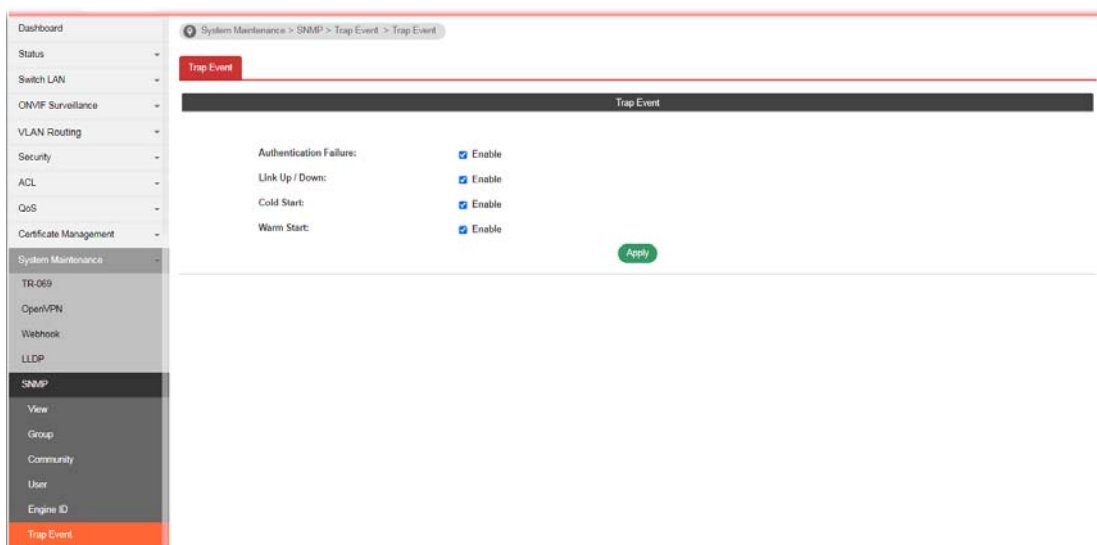 Dashboard
Status
Switch LAN
ONVIF Surveillance
VLAN Routing
Security
ACL
QoS
Certificate Management
System Maintenance
TR-069
OpenVPN
Webhook
LLDP
SNMP
View
Group
Community
User
Engine ID
Trap Event
System Maintenance > SNMP > Trap Event > Trap Event
Trap Event
Trap Event
Authentication Failure: Enable
Link Up / Down: Enable
Cold Start: Enable
Warm Start: Enable
Apply